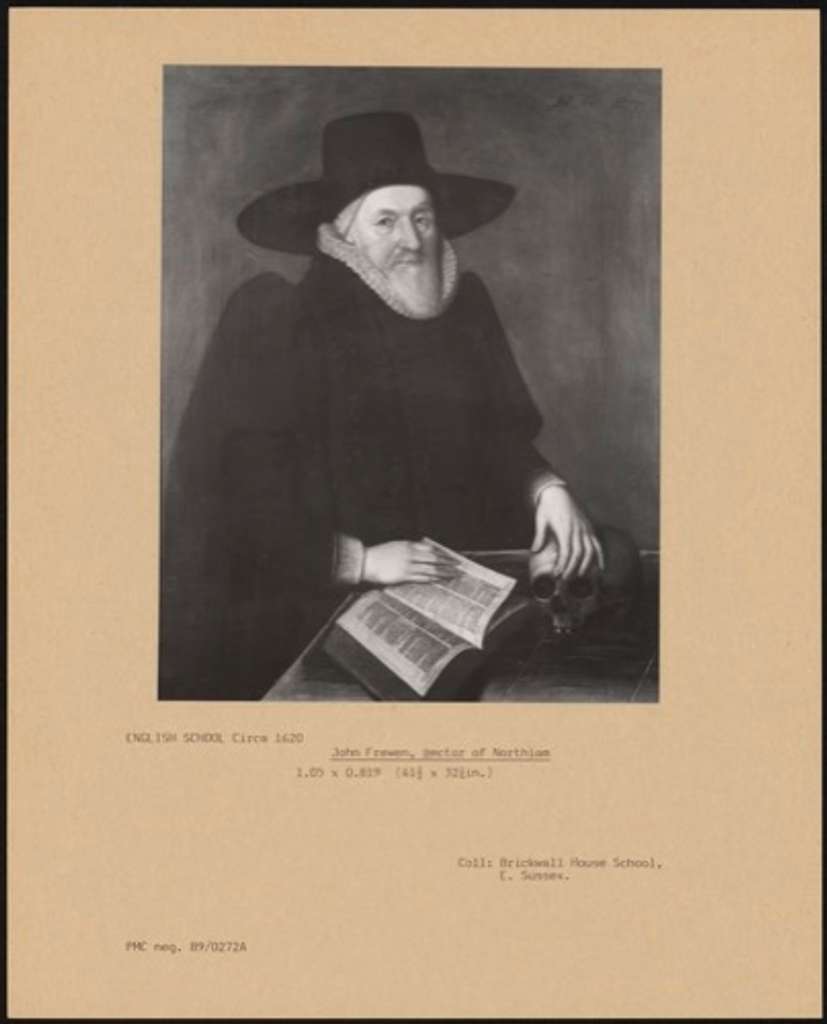 ENGLISH SCHOOL Circa 1620
John Frewen, Rector of Northiam
1.05 x 0.819 (41½ x 32¼in.)
Coll: Brickwall House School,
E. Sussex.
PMC neg. 89/0272A